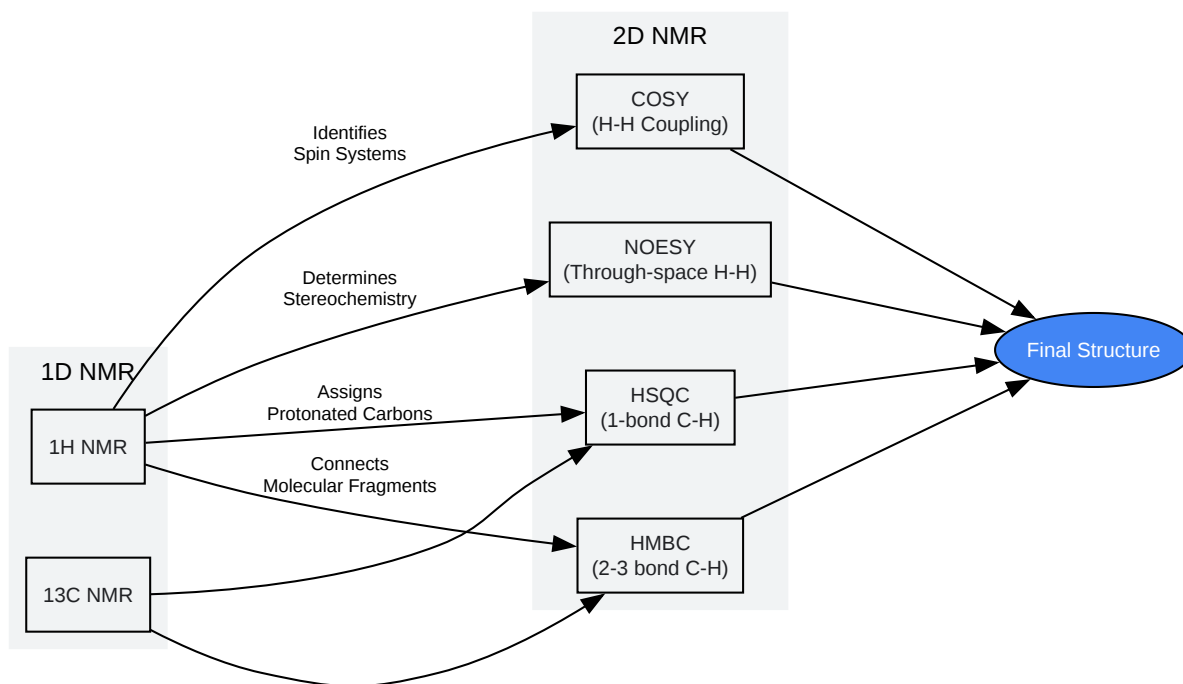 2D NMR
COSY
(H-H Coupling)
Identifies
Spin Systems
NOESY
(Through-space H-H)
Determines
Stereochemistry
Final Structure
1D NMR
Assigns
Protonated Carbons
HSQC
(1-bond C-H)
1H NMR
Connects
Molecular Fragments
HMBC
(2-3 bond C-H)
13C NMR